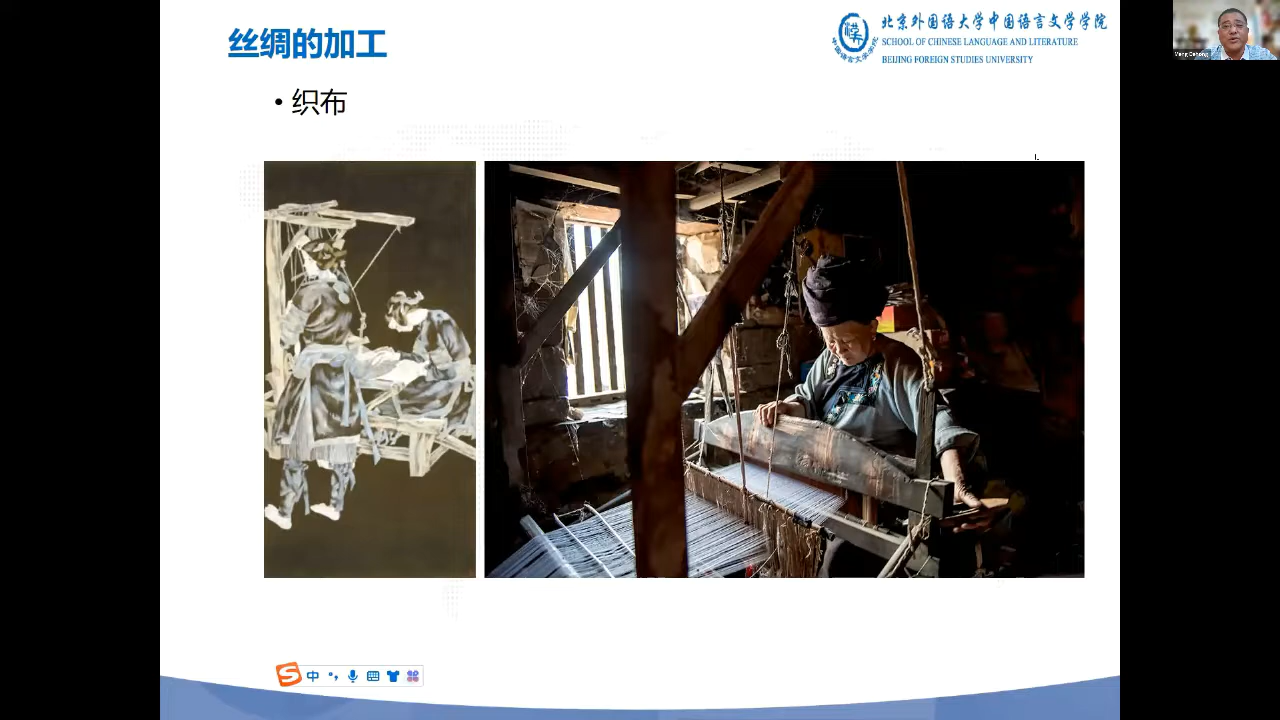 丝绸的加工
北京外国语大学中国语言文学学院
SCHOOL OF CHINESE LANGUAGE AND LITERATURE
BEIJING FOREIGN STUDIES UNIVERSITY
• 织布
中